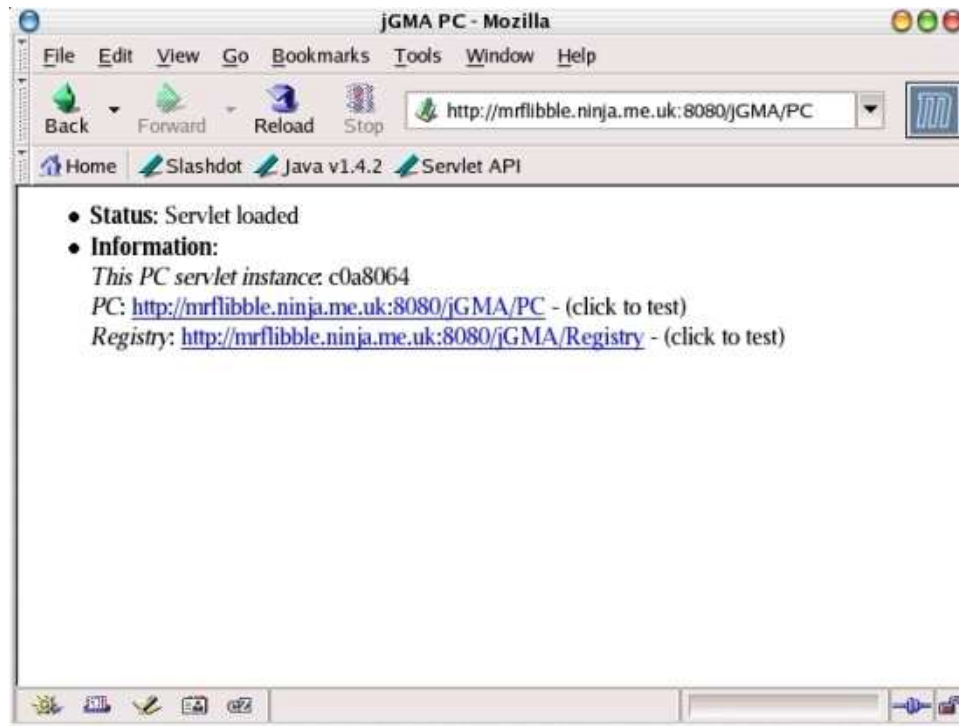 jGMA PC - Mozilla
File Edit View Go Bookmarks Tools Window Help
Back Forward Reload Stop http://mrflibble.ninja.me.uk:8080/jGMA/PC
Home Slashdot Java v1.4.2 Servlet API
• Status: Servlet loaded
• Information:
This PC servlet instance: c0a8064
PC: http://mrflibble.ninja.me.uk:8080/jGMA/PC - (click to test)
Registry: http://mrflibble.ninja.me.uk:8080/jGMA/Registry - (click to test)